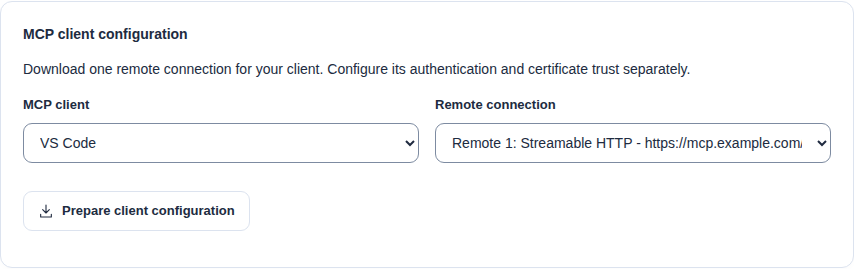 MCP client configuration
Download one remote connection for your client. Configure its authentication and certificate trust separately.
MCP client
Remote connection
VS Code
Remote 1: Streamable HTTP - https://mcp.example.com/
Prepare client configuration